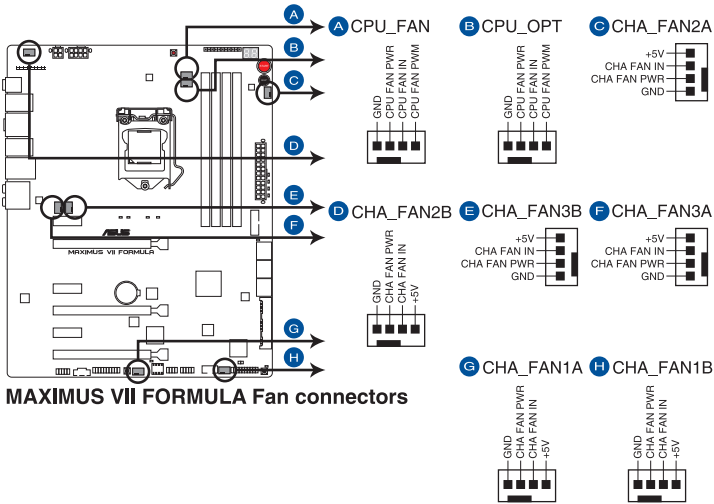 A CPU_FAN
GND
CPU FAN PWR
CPU FAN IN
CPU FAN PWM
B CPU_OPT
GND
CPU FAN PWR
CPU FAN IN
CPU FAN PWM
C CHA_FAN2A
+5V
CHA FAN IN
CHA FAN PWR
GND
A
B
C
D
E
F
G
H
D CHA_FAN2B
GND
CHA FAN PWR
CHA FAN IN
+5V
E CHA_FAN3B
+5V
CHA FAN IN
CHA FAN PWR
GND
F CHA_FAN3A
+5V
CHA FAN IN
CHA FAN PWR
GND
ASUS
MAXIMUS VII FORMULA
G CHA_FAN1A
GND
CHA FAN PWR
CHA FAN IN
+5V
H CHA_FAN1B
GND
CHA FAN PWR
CHA FAN IN
+5V
MAXIMUS VII FORMULA Fan connectors